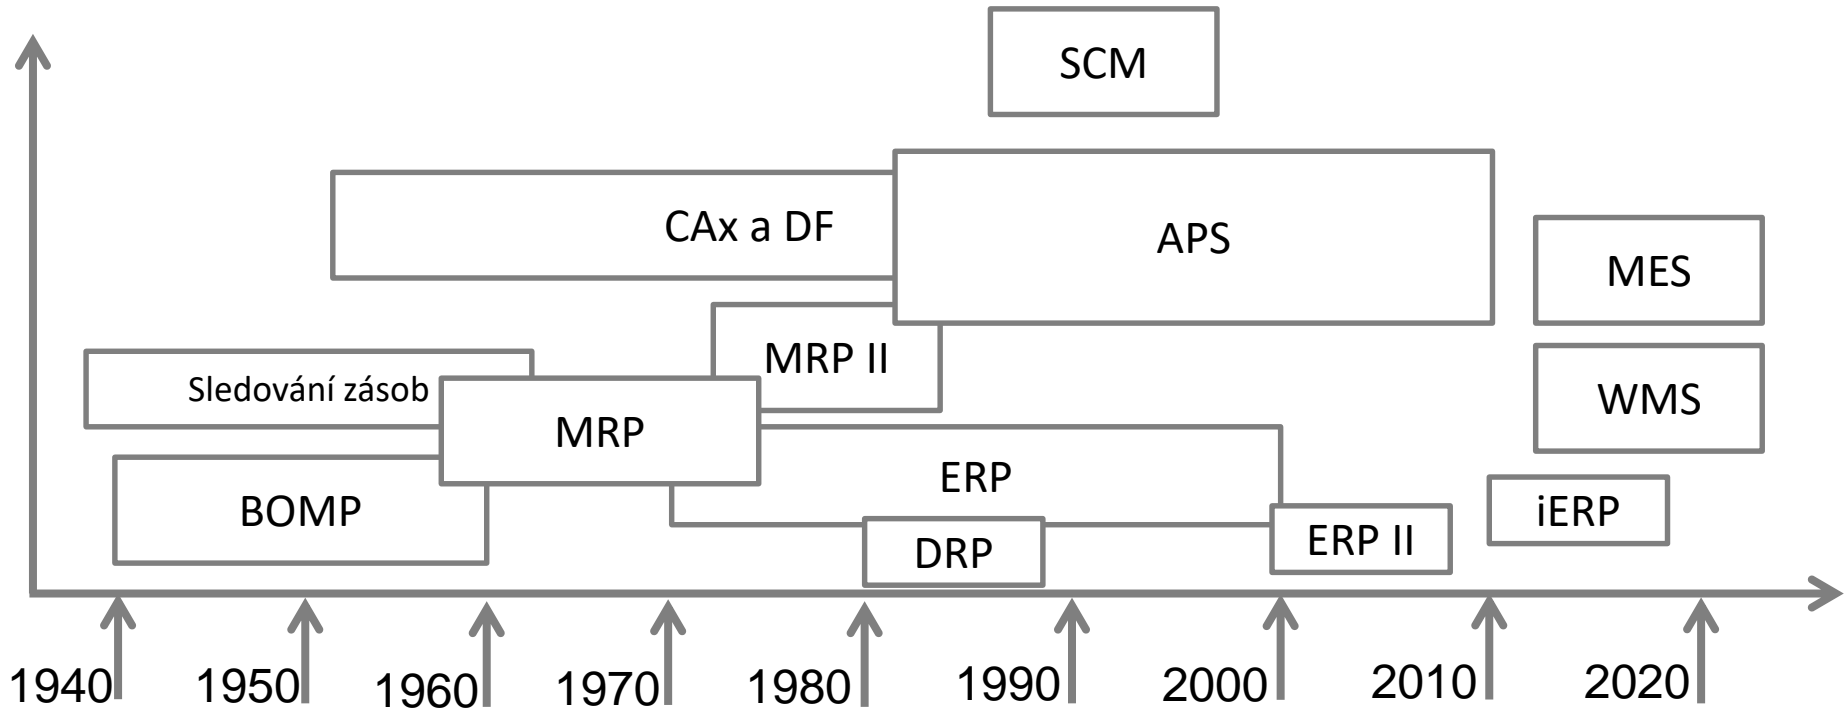 SCM
CAx a DF
APS
MES
MRP II
Sledování zásob
WMS
MRP
ERP
BOMP
iERP
DRP
ERP II
1940
1950
1960
1970
1980
1990
2000
2010
2020